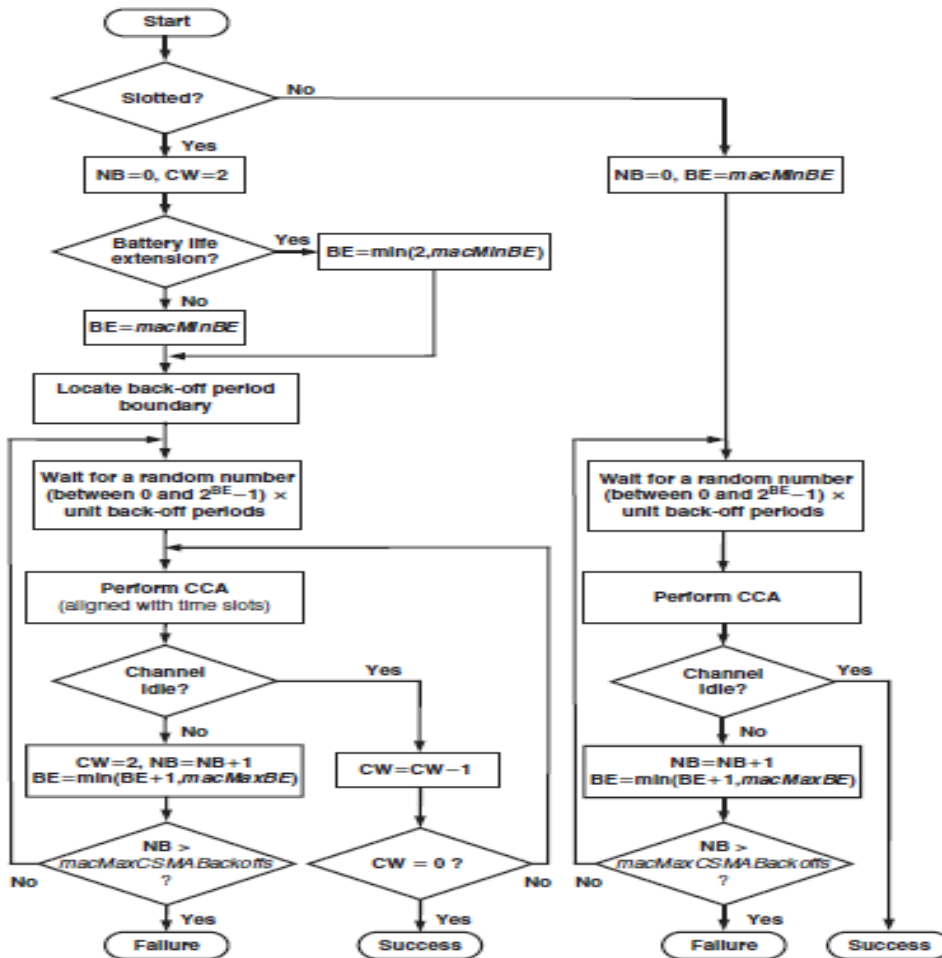 Start
Slotted?
No
Yes
NB=0, CW=2
NB=0, BE=macMinBE
Battery life
extension?
Yes
BE=min(2,macMinBE)
No
BE=macMinBE
Locate back-off period
boundary
Wait for a random number
(between 0 and 2^BE−1) ×
unit back-off periods
Perform CCA
(aligned with time slots)
Channel
Idle?
Yes
No
CW=2, NB=NB+1
BE=min(BE+1,macMaxBE)
CW=CW−1
NB >
macMaxCSMABackoffs
?
No
Yes
Failure
CW = 0 ?
No
Yes
Success
Wait for a random number
(between 0 and 2^BE−1) ×
unit back-off periods
Perform CCA
Channel
Idle?
Yes
No
NB=NB+1
BE=min(BE+1,macMaxBE)
NB >
macMaxCSMABackoffs
?
No
Yes
Failure
Success